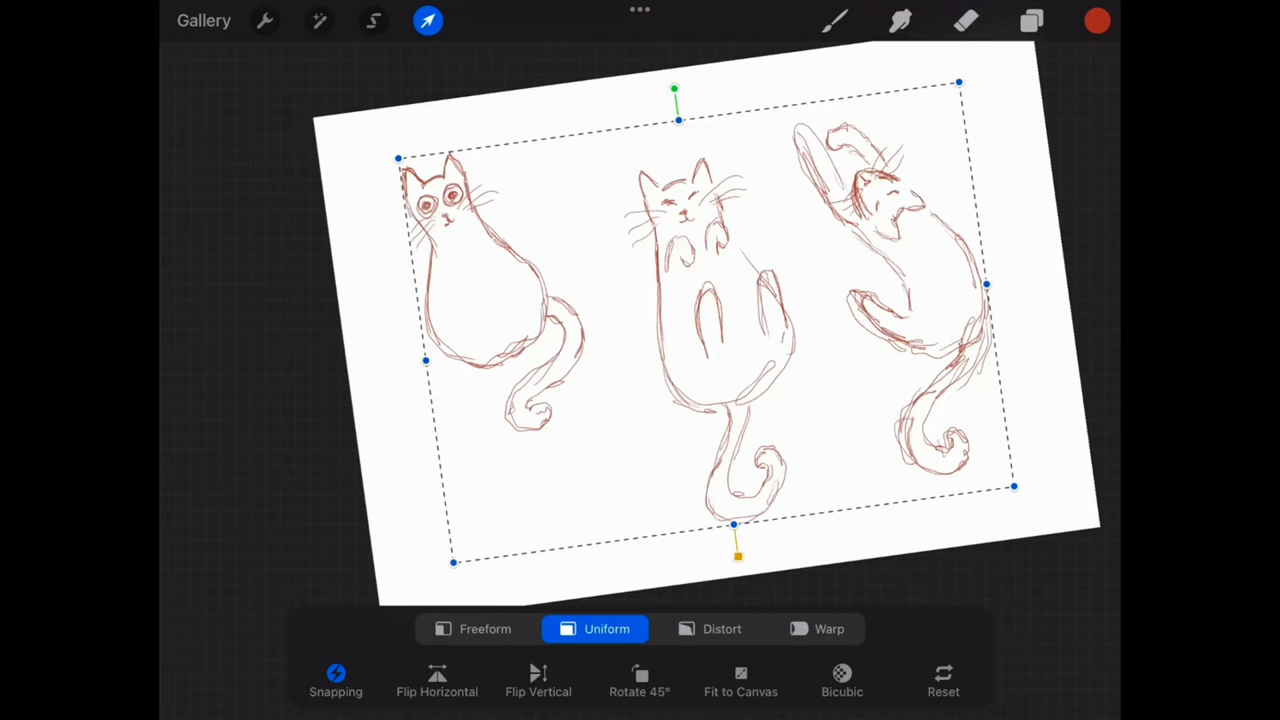 Gallery
Freeform Uniform Distort Warp
Snapping Flip Horizontal Flip Vertical Rotate 45° Fit to Canvas Bicubic Reset